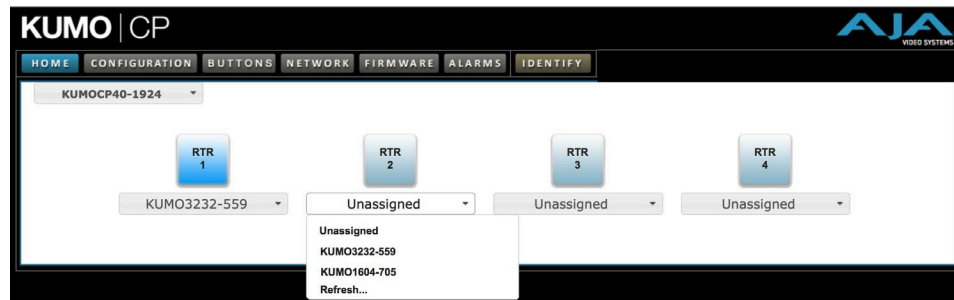 KUMO | CP
AJA
VIDEO SYSTEMS
HOME CONFIGURATION BUTTONS NETWORK FIRMWARE ALARMS IDENTIFY
KUMOCP40-1924
RTR 1
RTR 2
RTR 3
RTR 4
KUMO3232-559 Unassigned Unassigned Unassigned
Unassigned
KUMO3232-559
KUMO1604-705
Refresh...